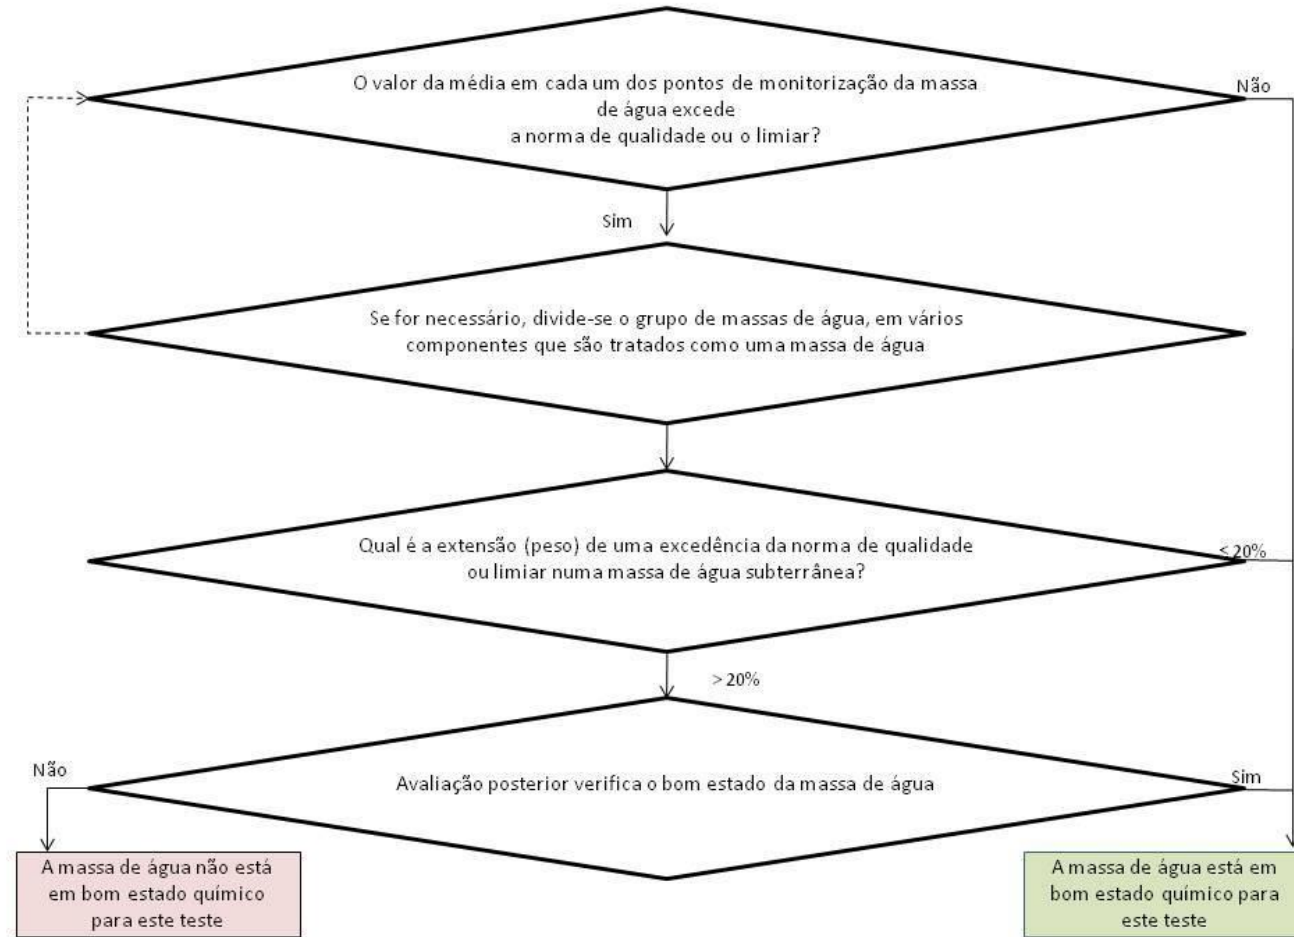 O valor da média em cada um dos pontos de monitorização da massa
de água excede
a norma de qualidade ou o limiar?
Não
Sim
Se for necessário, divide-se o grupo de massas de água, em vários
componentes que são tratados como uma massa de água
Qual é a extensão (peso) de uma excedência da norma de qualidade
ou limiar numa massa de água subterrânea?
< 20%
> 20%
Não
Avaliação posterior verifica o bom estado da massa de água
Sim
A massa de água não está
em bom estado químico
para este teste
A massa de água está em
bom estado químico para
este teste